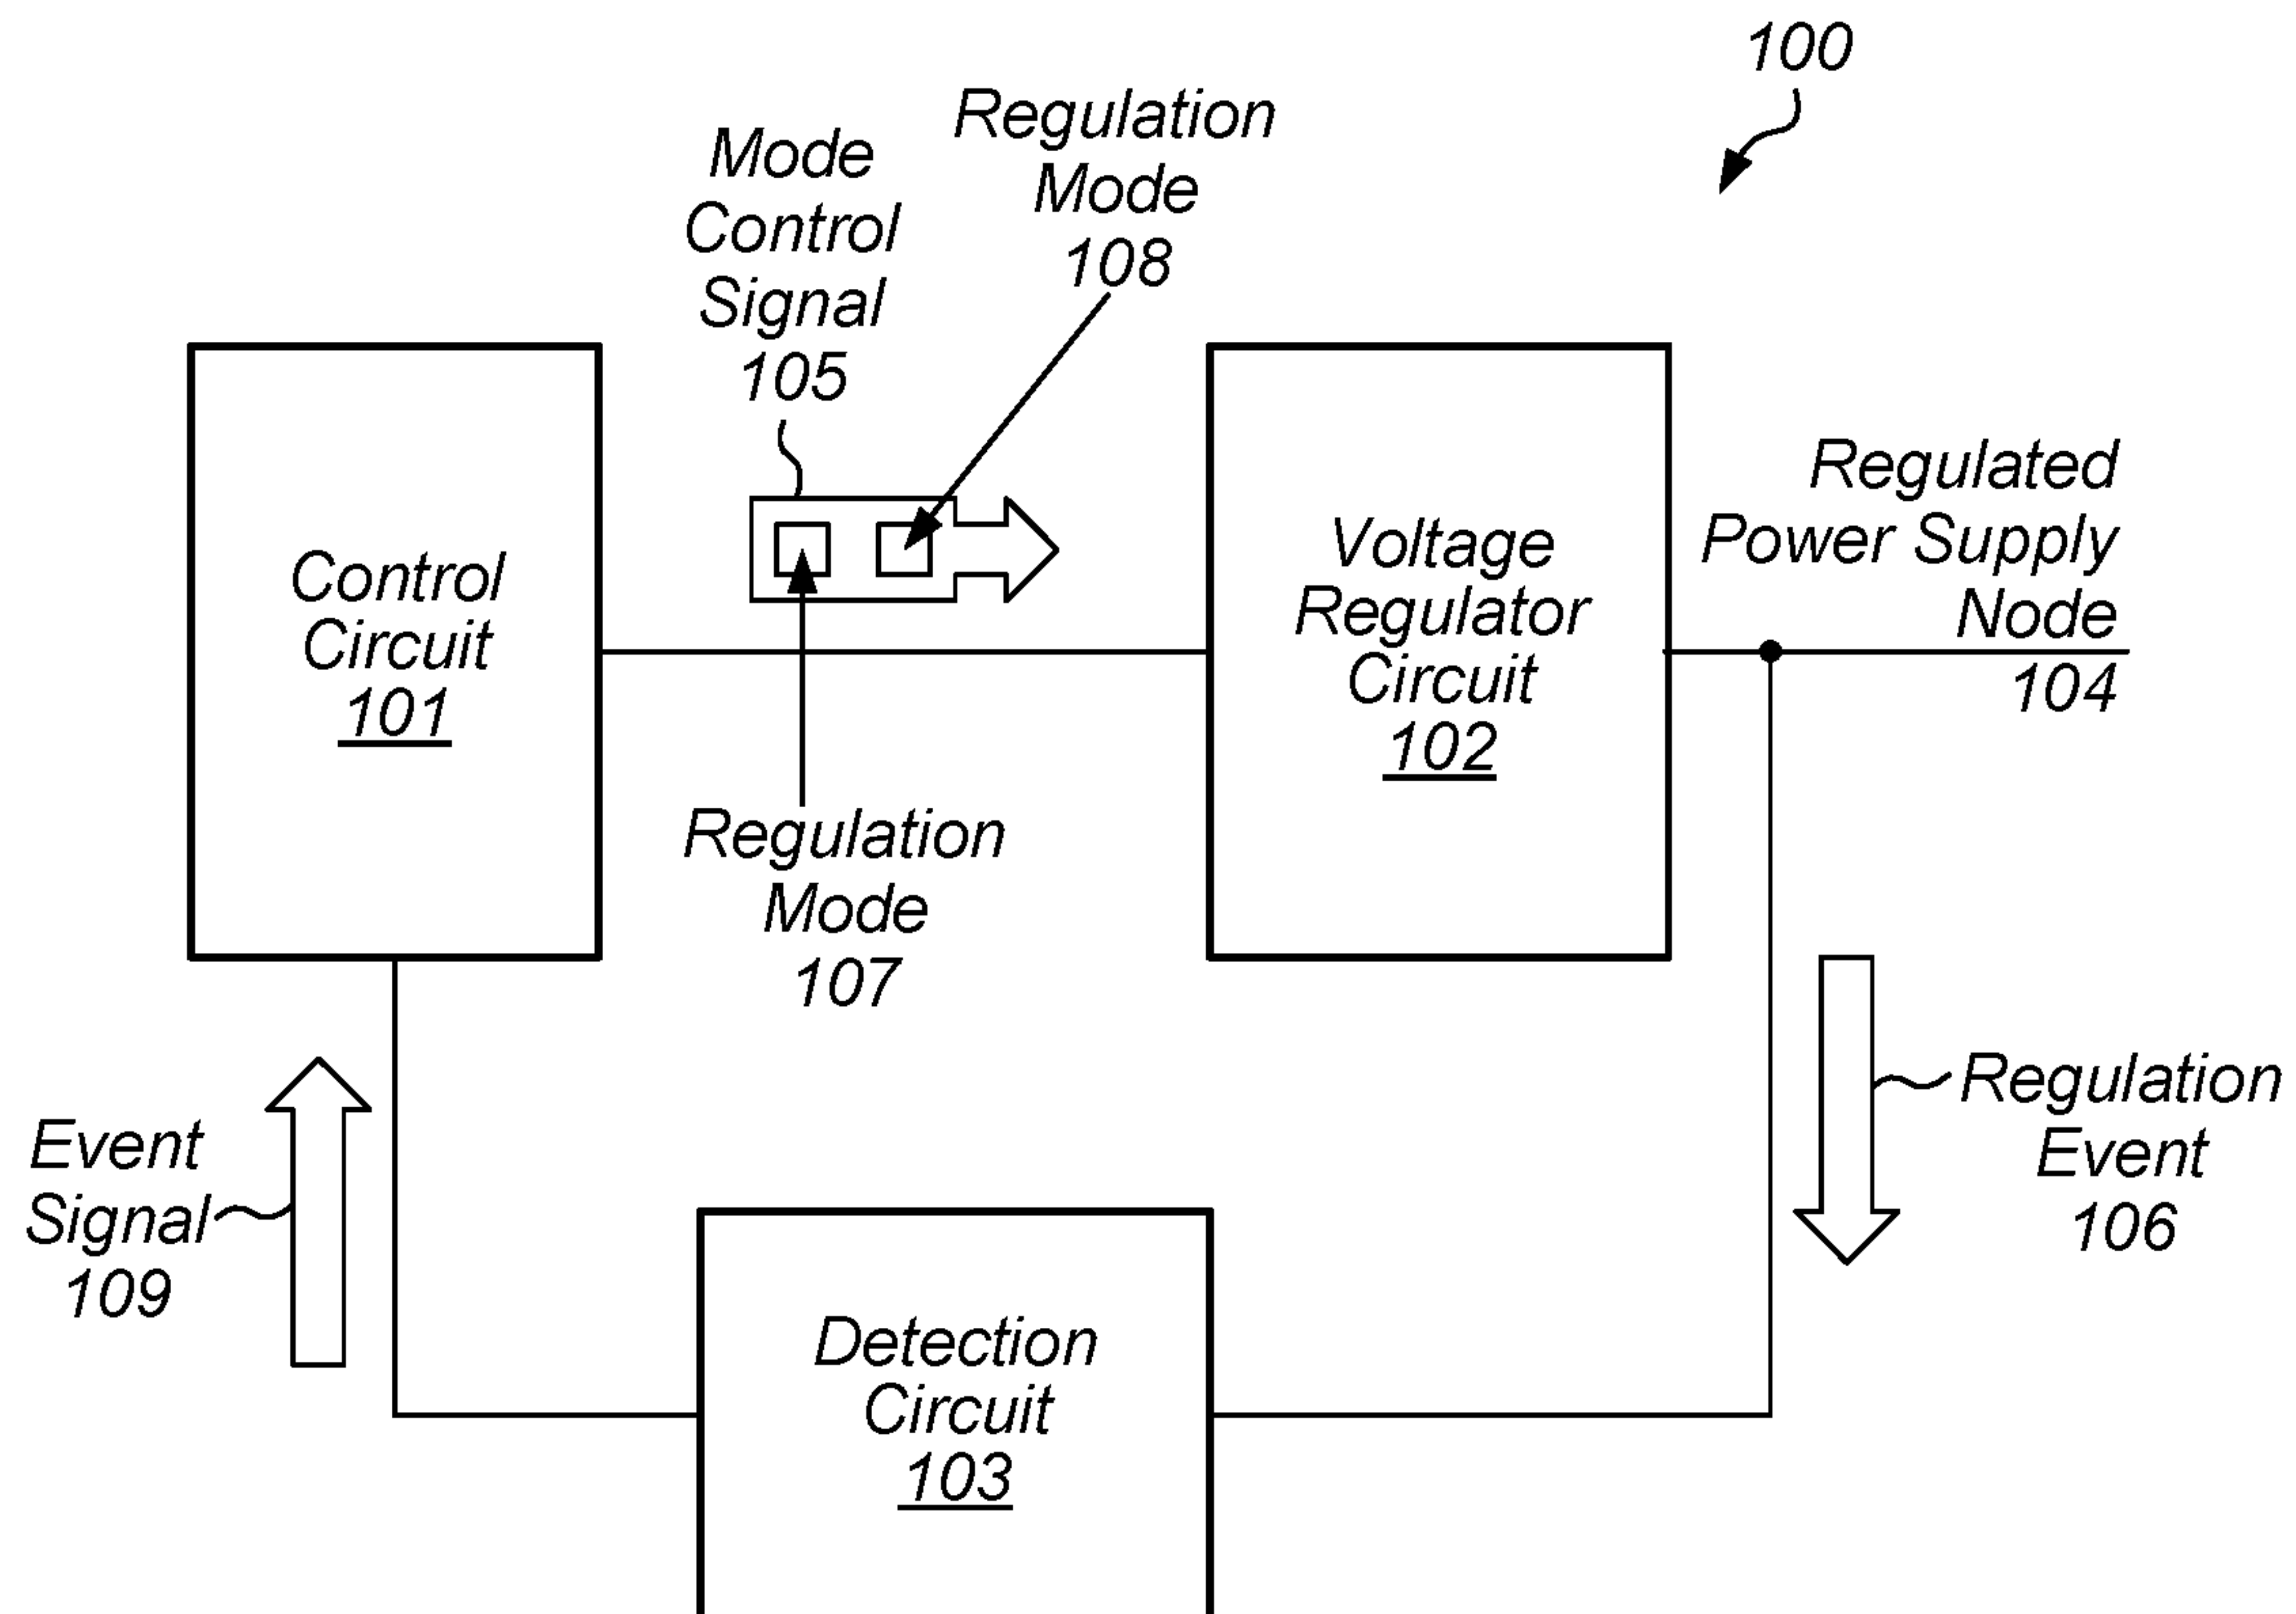 100
Regulation
Mode
108
Mode
Control
Signal
105
Control
Circuit
101
Voltage
Regulator
Circuit
102
Regulated
Power Supply
Node
104
Regulation
Mode
107
Event
Signal
109
Regulation
Event
106
Detection
Circuit
103